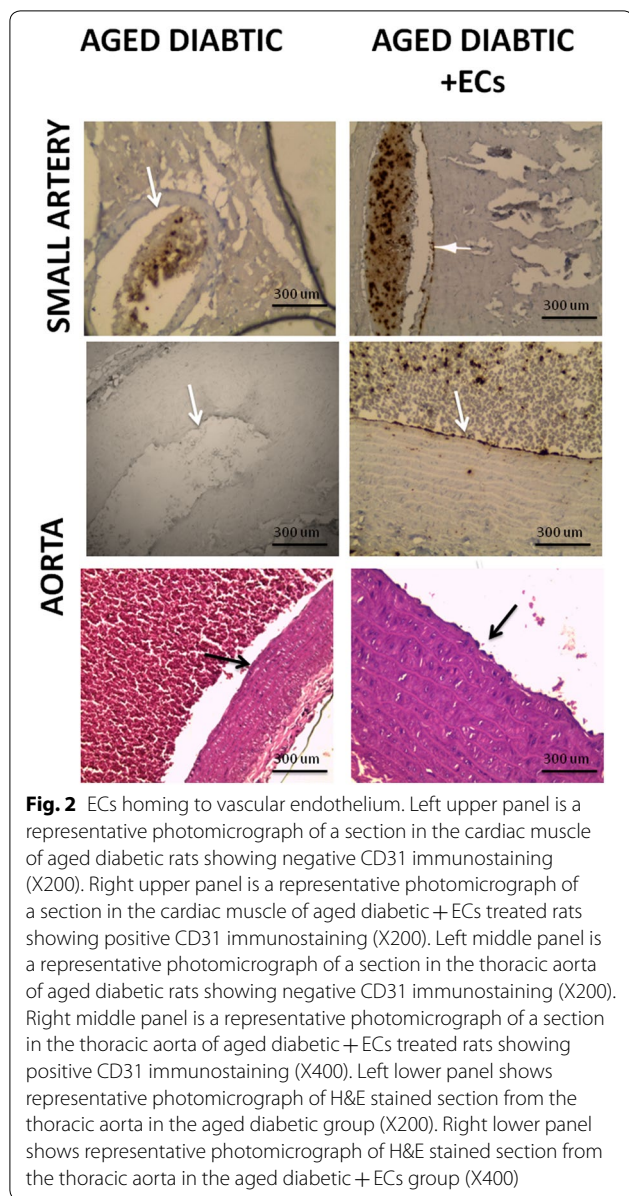 AGED DIABTIC
AGED DIABTIC
+ECs
SMALL ARTERY
300 um
300 um
AORTA
300 um
300 um
300 um
300 um
Fig. 2 ECs homing to vascular endothelium. Left upper panel is a
representative photomicrograph of a section in the cardiac muscle
of aged diabetic rats showing negative CD31 immunostaining
(X200). Right upper panel is a representative photomicrograph of
a section in the cardiac muscle of aged diabetic + ECs treated rats
showing positive CD31 immunostaining (X200). Left middle panel is
a representative photomicrograph of a section in the thoracic aorta
of aged diabetic rats showing negative CD31 immunostaining (X200).
Right middle panel is a representative photomicrograph of a section
in the thoracic aorta of aged diabetic + ECs treated rats showing
positive CD31 immunostaining (X400). Left lower panel shows
representative photomicrograph of H&E stained section from the
thoracic aorta in the aged diabetic group (X200). Right lower panel
shows representative photomicrograph of H&E stained section from
the thoracic aorta in the aged diabetic + ECs group (X400)